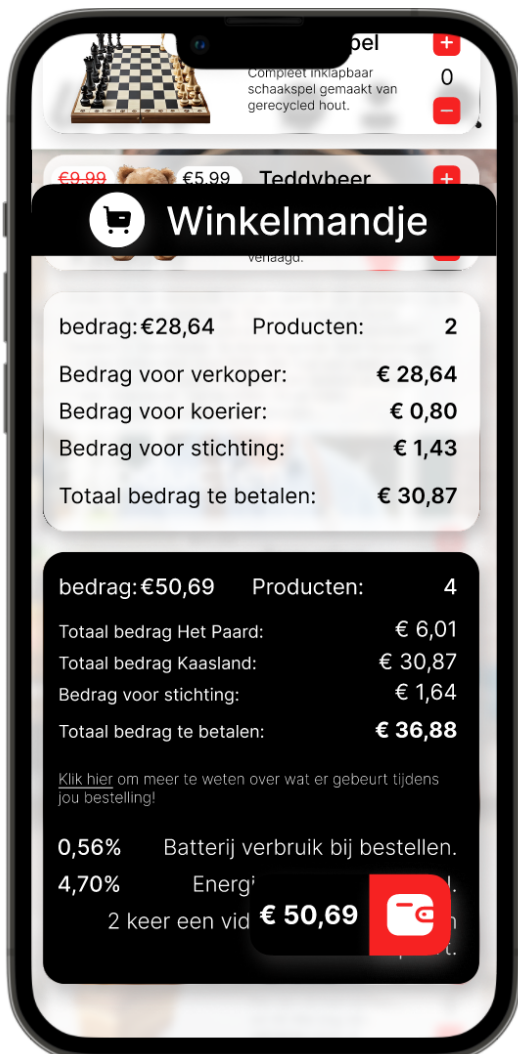 pel
+
Compleet inklapbaar
schaakspel gemaakt van
gerecycled hout.
0
−
€9,99 €5,99 Teddybeer
+
Winkelmandje
verlaagd.
bedrag: €28,64 Producten: 2
Bedrag voor verkoper: € 28,64
Bedrag voor koerier: € 0,80
Bedrag voor stichting: € 1,43
Totaal bedrag te betalen: € 30,87
bedrag: €50,69 Producten: 4
Totaal bedrag Het Paard: € 6,01
Totaal bedrag Kaasland: € 30,87
Bedrag voor stichting: € 1,64
Totaal bedrag te betalen: € 36,88
Klik hier om meer te weten over wat er gebeurt tijdens
jou bestelling!
0,56% Batterij verbruik bij bestellen.
4,70% Energi
2 keer een vid
€ 50,69